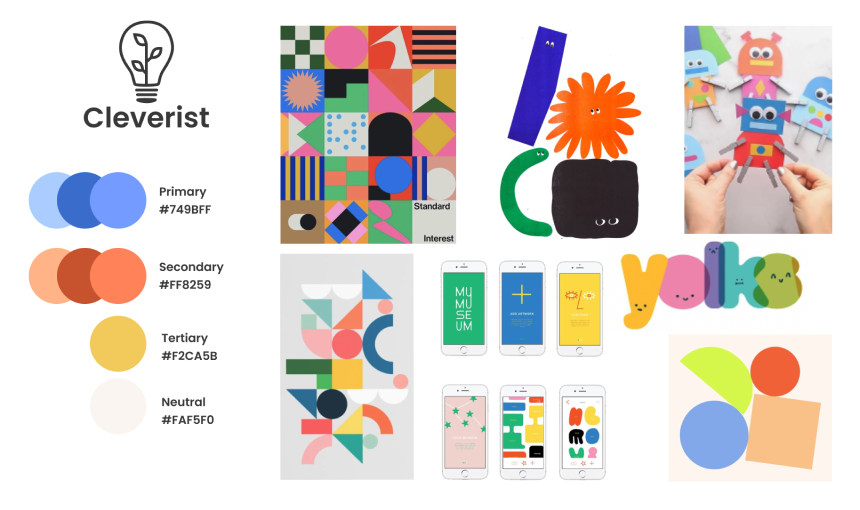 Cleverist
Primary
#749BFF
Secondary
#FF8259
Tertiary
#F2CA5B
Neutral
#FAF5F0
Standard
Interest
MU
MU
SE
UM
yolks